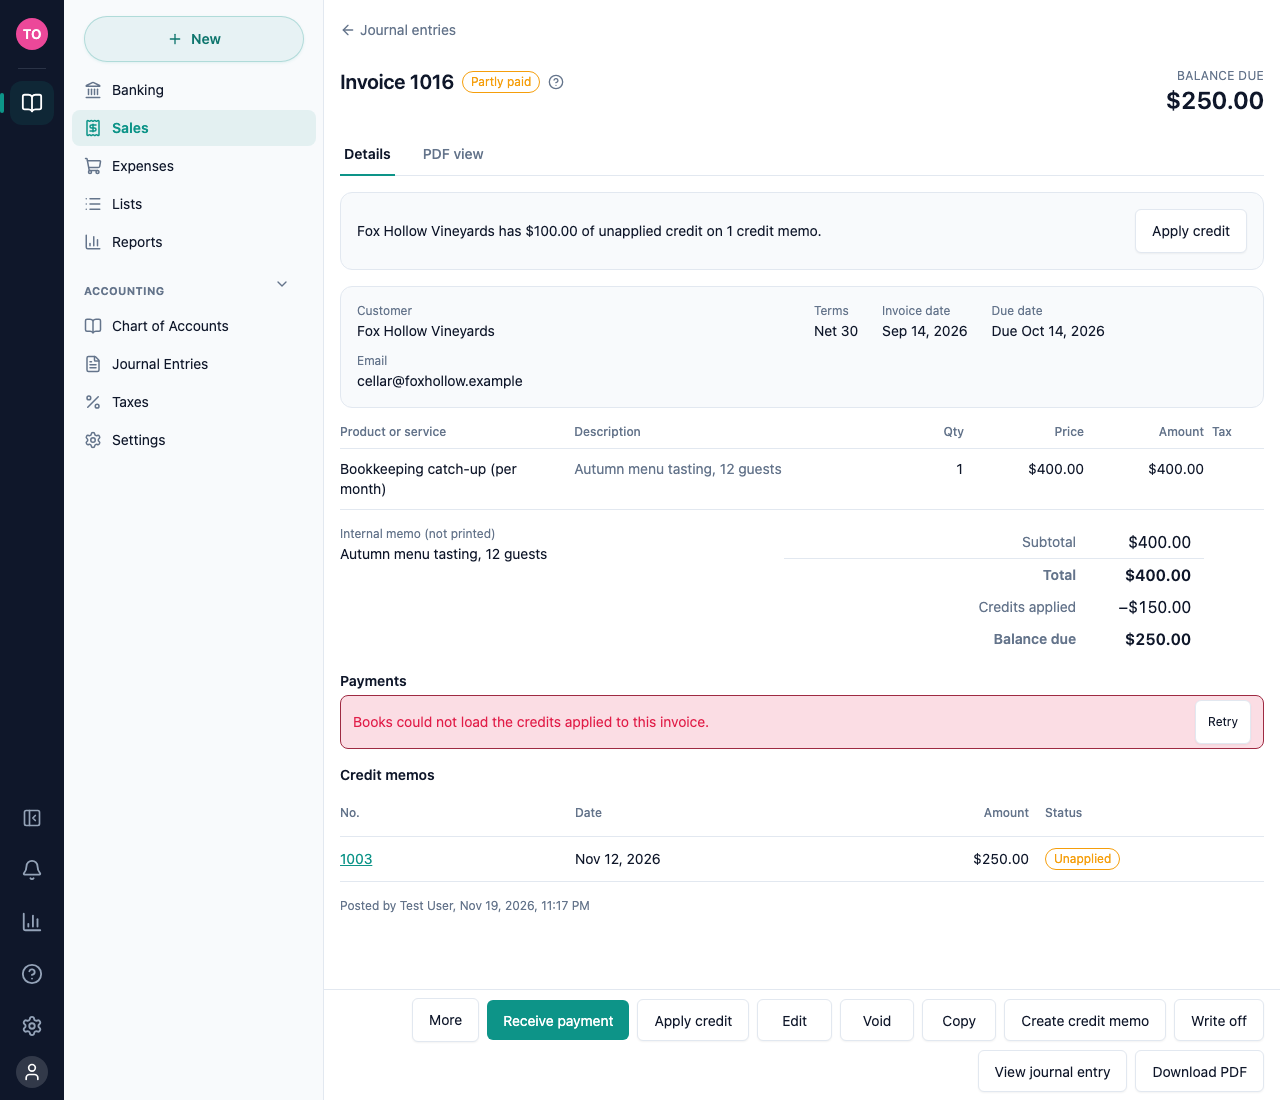 TO
New
Banking
Sales
Expenses
Lists
Reports
ACCOUNTING
Chart of Accounts
Journal Entries
Taxes
Settings
Journal entries
Invoice 1016 Partly paid
BALANCE DUE
$250.00
Details PDF view
Fox Hollow Vineyards has $100.00 of unapplied credit on 1 credit memo. Apply credit
Customer Terms Invoice date Due date
Fox Hollow Vineyards Net 30 Sep 14, 2026 Due Oct 14, 2026
Email
cellar@foxhollow.example
Product or service Description Qty Price Amount Tax
Bookkeeping catch-up (per Autumn menu tasting, 12 guests 1 $400.00 $400.00
month)
Internal memo (not printed)
Autumn menu tasting, 12 guests
Subtotal $400.00
Total $400.00
Credits applied –$150.00
Balance due $250.00
Payments
Books could not load the credits applied to this invoice. Retry
Credit memos
No. Date Amount Status
1003 Nov 12, 2026 $250.00 Unapplied
Posted by Test User, Nov 19, 2026, 11:17 PM
More Receive payment Apply credit Edit Void Copy Create credit memo Write off
View journal entry Download PDF